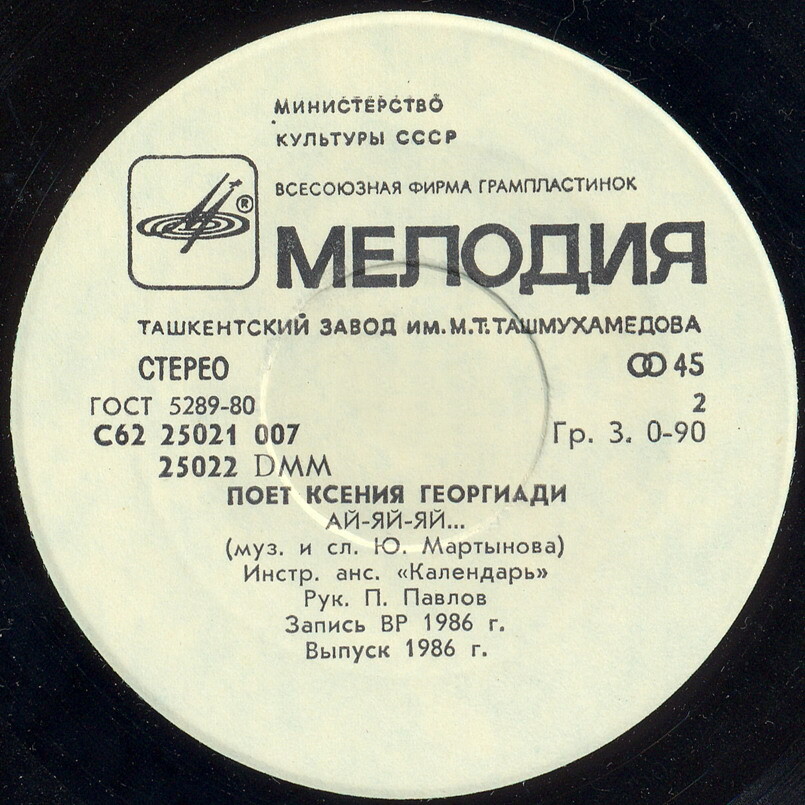 МИНИСТЕРСТВО
КУЛЬТУРЫ СССР
®
ВСЕСОЮЗНАЯ ФИРМА ГРАМПЛАСТИНОК
МЕЛОДИЯ
ТАШКЕНТСКИЙ ЗАВОД им. М.Т. ТАШМУХАМЕДОВА
СТЕРЕО 45
ГОСТ 5289-80 2
С62 25021 007 Гр. 3. 0-90
25022 DMM
ПОЕТ КСЕНИЯ ГЕОРГИАДИ
АЙ-ЯЙ-ЯЙ...
(муз. и сл. Ю. Мартынова)
Инстр. анс. «Календарь»
Рук. П. Павлов
Запись ВР 1986 г.
Выпуск 1986 г.